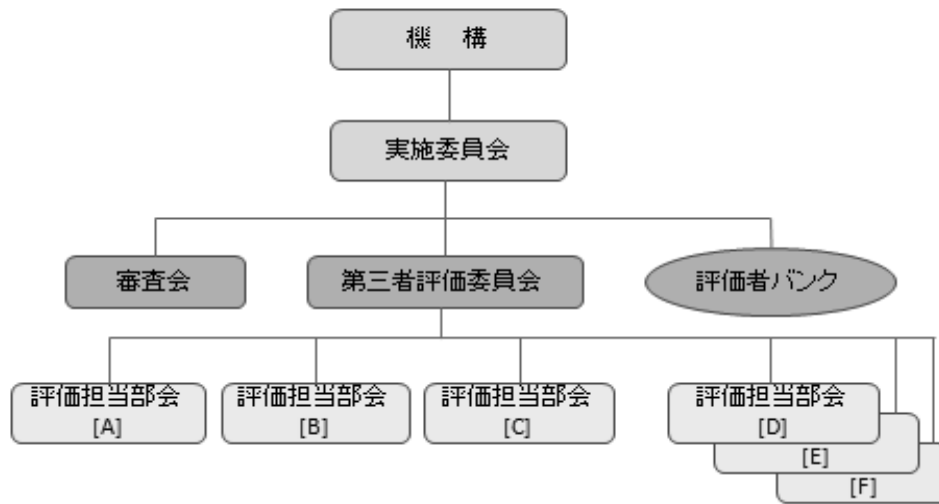 機 構
実施委員会
審査会
第三者評価委員会
評価者バンク
評価担当部会
[A]
評価担当部会
[B]
評価担当部会
[C]
評価担当部会
[D]
[E]
[F]